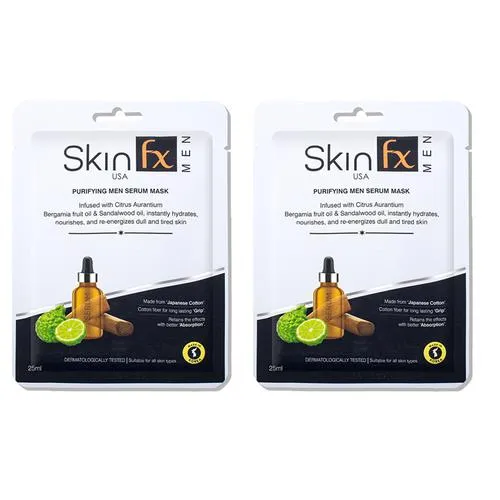 Skin fx MEN
USA
PURIFYING MEN SERUM MASK
Infused with Citrus Aurantium
Bergamia fruit oil & Sandalwood oil, instantly hydrates,
nourishes, and re-energizes dull and tired skin
Made from 'Japanese Cotton'.
Cotton fiber for long lasting 'Grip'
Retains the effects
with better 'Absorption'.
DERMATOLOGICALLY TESTED | Suitable for all skin types
25ml
Skin fx MEN
USA
PURIFYING MEN SERUM MASK
Infused with Citrus Aurantium
Bergamia fruit oil & Sandalwood oil, instantly hydrates,
nourishes, and re-energizes dull and tired skin
Made from 'Japanese Cotton'.
Cotton fiber for long lasting 'Grip'
Retains the effects
with better 'Absorption'.
DERMATOLOGICALLY TESTED | Suitable for all skin types
25ml